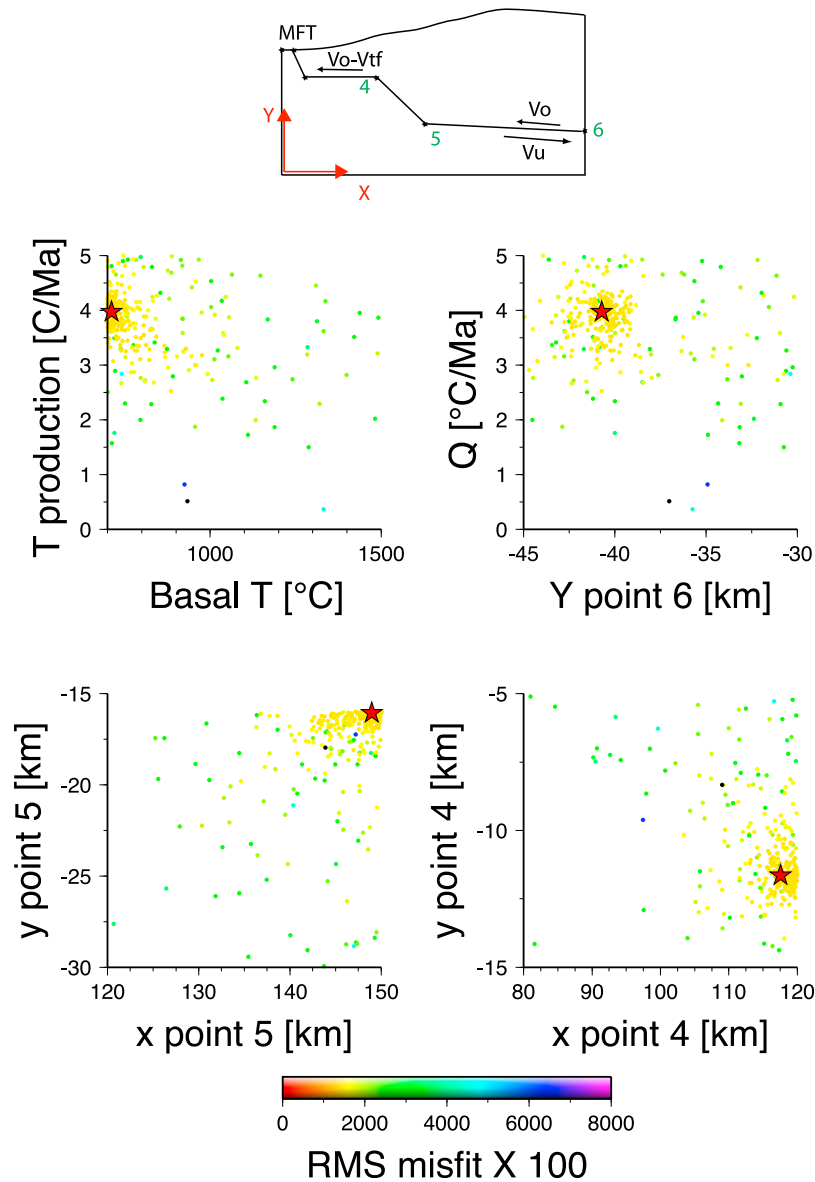 MFT
Vo-Vtf
4
Y
Vo
5
6
Vu
X
T production [C/Ma]
5
4
3
2
1
0
1000
1500
Basal T [°C]
Q [°C/Ma]
5
4
3
2
1
0
-45
-40
-35
-30
Y point 6 [km]
y point 5 [km]
-15
-20
-25
-30
120
130
140
150
x point 5 [km]
y point 4 [km]
-5
-10
-15
80
90
100
110
120
x point 4 [km]
0
2000
4000
6000
8000
RMS misfit X 100